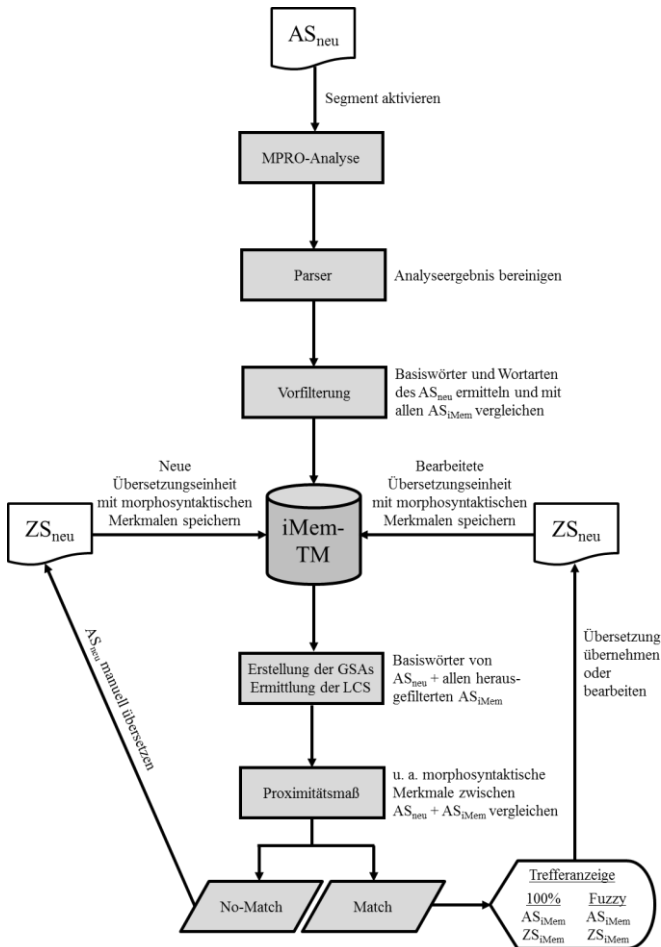 ASneu
Segment aktivieren
MPRO-Analyse
Parser
Analyseergebnis bereinigen
Vorfilterung
Basiswörter und Wortarten
des ASneu ermitteln und mit
allen ASiMem vergleichen
Neue
Übersetzungseinheit
mit morphosyntaktischen
Merkmalen speichern
Bearbeitete
Übersetzungseinheit
mit morphosyntaktischen
Merkmalen speichern
ZSneu
iMem-
TM
ZSneu
ASneu manuell übersetzen
Erstellung der GSAs
Ermittlung der LCS
Basiswörter von
ASneu + allen heraus-
gefilterten ASiMem
Übersetzung
übernehmen
oder
bearbeiten
Proximitätsmaß
u. a. morphosyntaktische
Merkmale zwischen
ASneu + ASiMem vergleichen
No-Match
Match
Trefferanzeige
100% Fuzzy
ASiMem ASiMem
ZSiMem ZSiMem